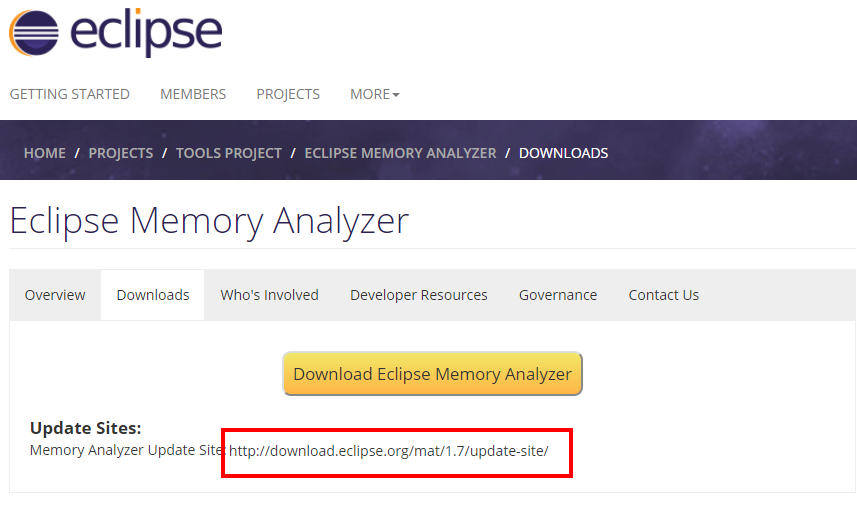 eclipse
GETTING STARTED MEMBERS PROJECTS MORE
HOME / PROJECTS / TOOLS PROJECT / ECLIPSE MEMORY ANALYZER / DOWNLOADS
Eclipse Memory Analyzer
Overview Downloads Who's Involved Developer Resources Governance Contact Us
Download Eclipse Memory Analyzer
Update Sites:
Memory Analyzer Update Site: http://download.eclipse.org/mat/1.7/update-site/